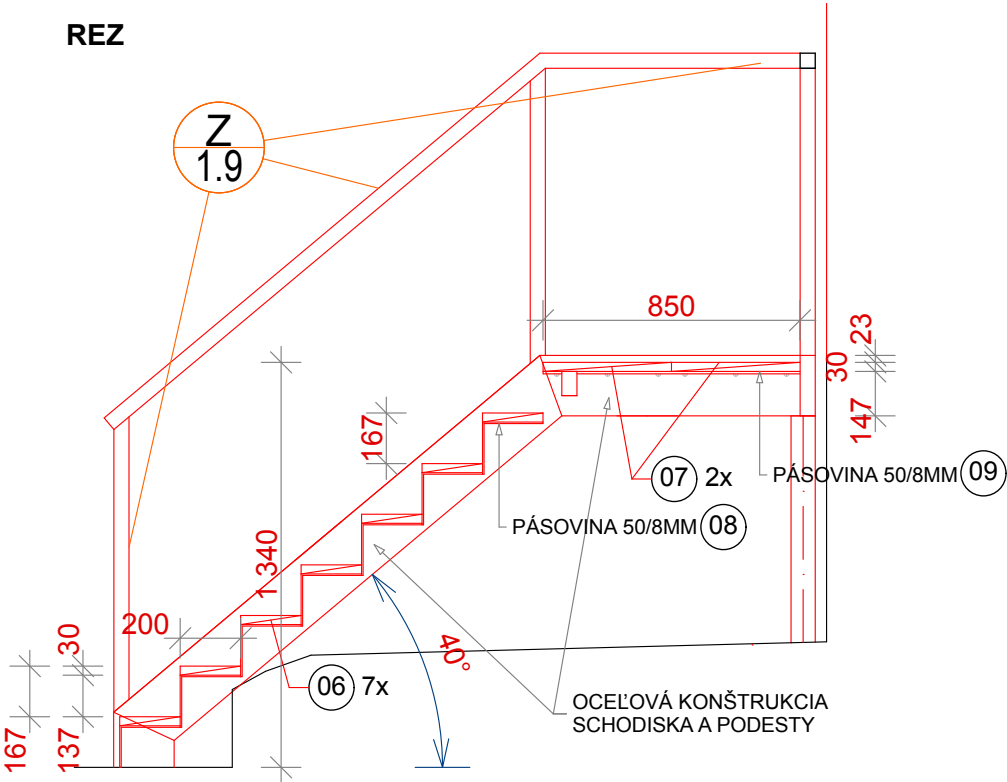 REZ
Z
1.9
850
23
30
147
167
07 2x
PÁSOVINA 50/8MM 09
PÁSOVINA 50/8MM 08
1 340
200
30
40°
06 7x
OCEĽOVÁ KONŠTRUKCIA
SCHODISKA A PODESTY
167
137